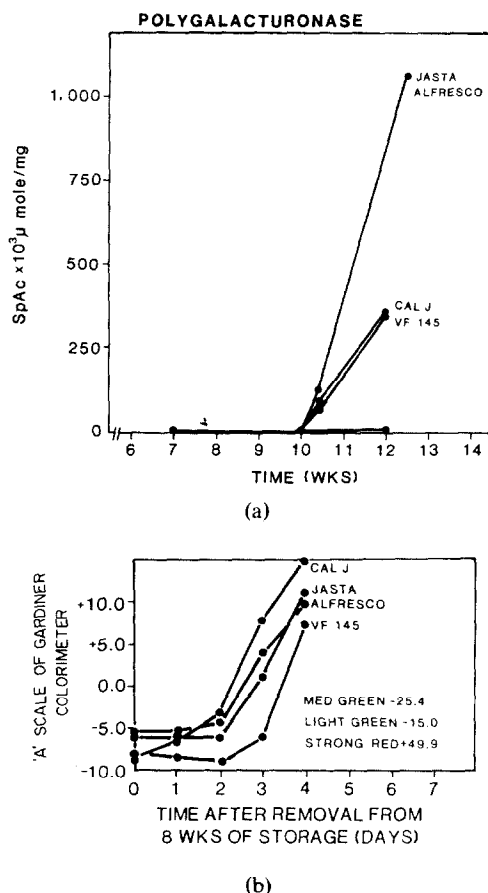 POLYGALACTURONASE
SpAc ×10³μ mole/mg
1,000
750
500
250
0
JASTA
ALFRESCO
CAL J
VF 145
6 7 8 9 10 11 12 13 14
TIME (WKS)
(a)
'A' SCALE OF GARDINER
COLORIMETER
+10.0
+5.0
0.0
-5.0
-10.0
CAL J
JASTA
ALFRESCO
VF 145
MED GREEN -25.4
LIGHT GREEN -15.0
STRONG RED+49.9
0 1 2 3 4 5 6 7
TIME AFTER REMOVAL FROM
8 WKS OF STORAGE (DAYS)
(b)